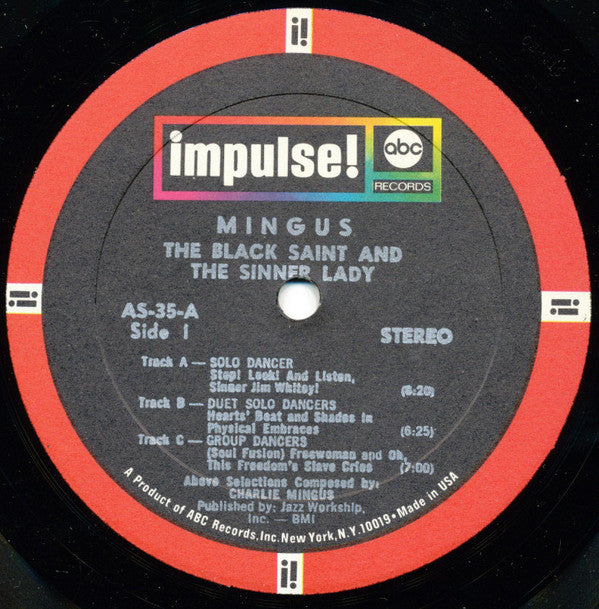 i!
impulse!
abc
RECORDS
MINGUS
THE BLACK SAINT AND
THE SINNER LADY
AS-35-A
Side 1
STEREO
Track A — SOLO DANCER
Stop! Look! And Listen,
Sinner Jim Whitey!
(6:20)
Track B — DUET SOLO DANCERS
Hearts' Beat and Shades in
Physical Embraces
(6:25)
Track C — GROUP DANCERS
(Soul Fusion) Freewoman and Oh,
This Freedom's Slave Cries
(7:00)
Above Selections Composed by:
CHARLIE MINGUS
Published by: Jazz Workship,
Inc. — BMI
A Product of ABC Records, Inc. New York, N.Y. 10019 • Made in USA
i!
i!
i!